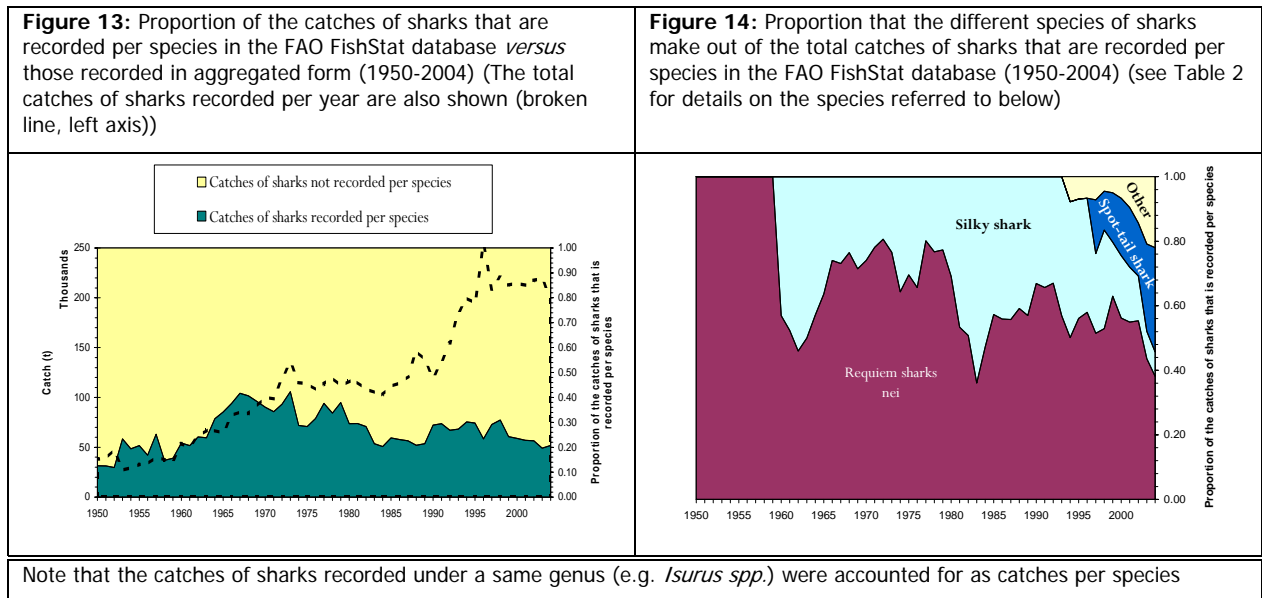 Figure 13: Proportion of the catches of sharks that are
recorded per species in the FAO FishStat database versus
those recorded in aggregated form (1950-2004) (The total
catches of sharks recorded per year are also shown (broken
line, left axis))
Figure 14: Proportion that the different species of sharks
make out of the total catches of sharks that are recorded per
species in the FAO FishStat database (1950-2004) (see Table 2
for details on the species referred to below)
Catches of sharks not recorded per species
Catches of sharks recorded per species
Thousands
Catch (t)
250
200
150
100
50
0
1.00
0.90
0.80
0.70
0.60
0.50
0.40
0.30
0.20
0.10
0.00
Proportion of the catches of sharks that is
recorded per species
1950 1955 1960 1965 1970 1975 1980 1985 1990 1995 2000
Silky shark
Requiem sharks
nei
Spot-tail shark
Other
1.00
0.80
0.60
0.40
0.20
0.00
Proportion of the catches of sharks that is recorded per species
1950 1955 1960 1965 1970 1975 1980 1985 1990 1995 2000
Note that the catches of sharks recorded under a same genus (e.g. Isurus spp.) were accounted for as catches per species